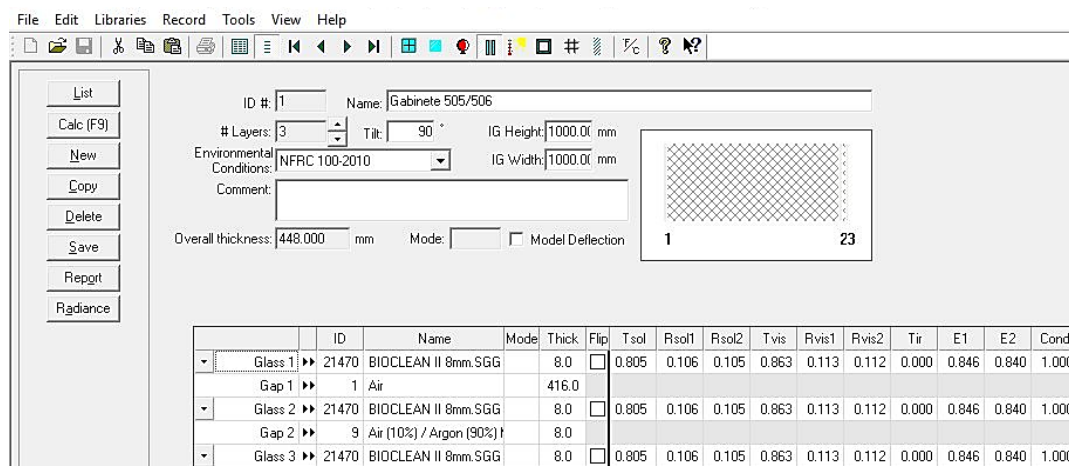 File Edit Libraries Record Tools View Help
List
Calc (F9)
New
Copy
Delete
Save
Report
Radiance
ID #: 1 Name: Gabinete 505/506
# Layers: 3 Tilt: 90 ° IG Height: 1000.00 mm
Environmental Conditions: NFRC 100-2010 IG Width: 1000.00 mm
Comment:
Overall thickness: 448.000 mm Mode: Model Deflection
1 23
ID Name Mode Thick Flip Tsol Rsol1 Rsol2 Tvis Rvis1 Rvis2 Tir E1 E2 Cond
Glass 1 21470 BIOCLEAN II 8mm.SGG 8.0 0.805 0.106 0.105 0.863 0.113 0.112 0.000 0.846 0.840 1.000
Gap 1 1 Air 416.0
Glass 2 21470 BIOCLEAN II 8mm.SGG 8.0 0.805 0.106 0.105 0.863 0.113 0.112 0.000 0.846 0.840 1.000
Gap 2 9 Air (10%) / Argon (90%) 8.0
Glass 3 21470 BIOCLEAN II 8mm.SGG 8.0 0.805 0.106 0.105 0.863 0.113 0.112 0.000 0.846 0.840 1.000